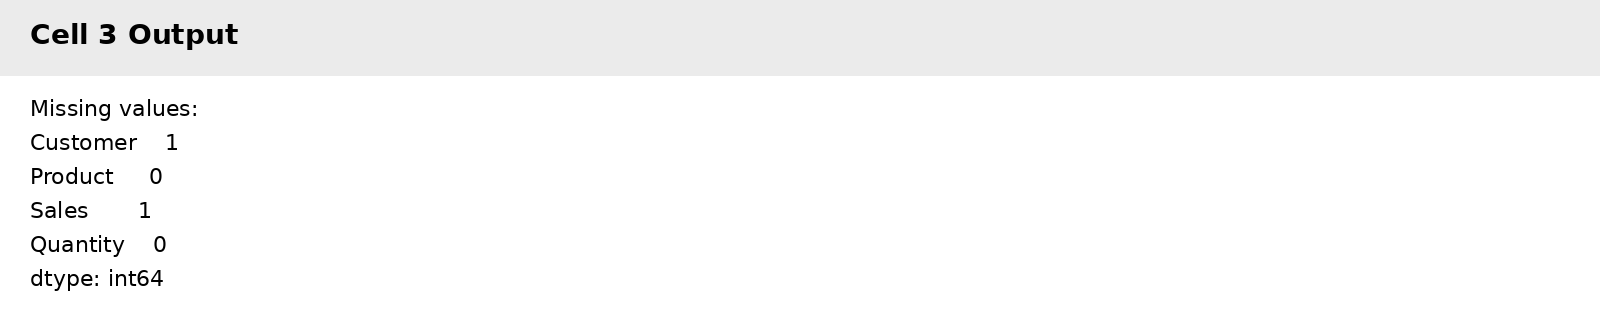 Cell 3 Output
Missing values:
Customer    1
Product     0
Sales       1
Quantity    0
dtype: int64